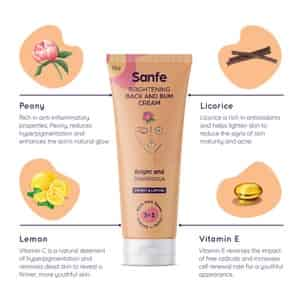 Sanfe
BRIGHTENING
BACK AND BUM
CREAM
Bright and
PEONY & LEMON
3 in 1
Peony
Rich in anti inflammatory
properties, Peony, reduces
hyperpigmentation and
enhances the skin's natural glow.
Licorice
Licorice is rich in antioxidants
and helps lighten skin to
reduce the signs of skin
maturity and acne.
Lemon
Vitamin C is a natural deterrent
of hyperpigmentation and
removes dead skin to reveal a
firmer, more youthful skin.
Vitamin E
Vitamin E reverses the impact
of free radicals and increases
cell renewal rate for a youthful
appearance.